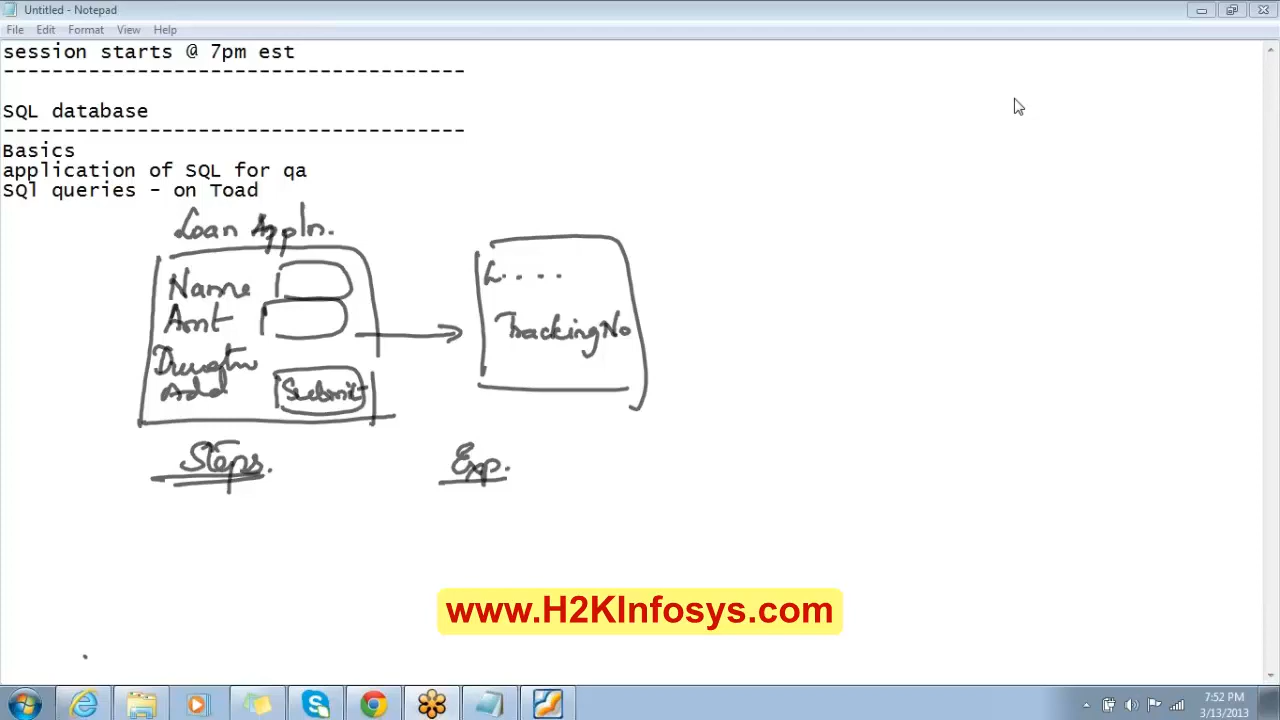 Untitled - Notepad
File Edit Format View Help
session starts @ 7pm est
---------------------------------------
SQL database
---------------------------------------
Basics
application of SQL for qa
SQl queries - on Toad
Loan Appln.
Name
Amt
Add
Submit
L. . . .
TrackingNo
Steps.
Exp.
www.H2KInfosys.com
7:52 PM
3/13/2013